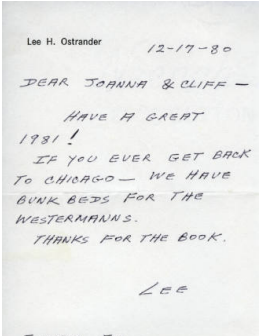 Lee H. Ostrander
12-17-80
DEAR JOANNA & CLIFF —
HAVE A GREAT
1981!
IF YOU EVER GET BACK
TO CHICAGO — WE HAVE
BUNK BEDS FOR THE
WESTERMANNS.
THANKS FOR THE BOOK.
LEE